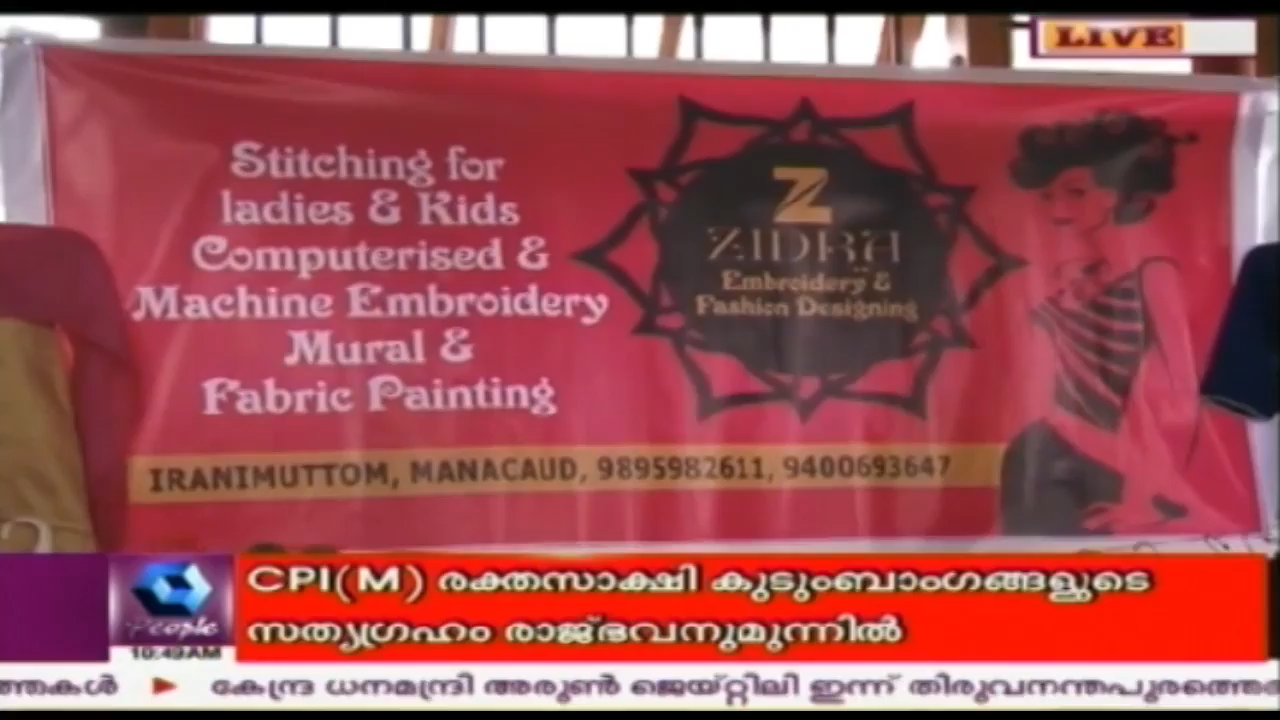 LIVE
Stitching for
ladies & Kids
Computerised &
Machine Embroidery
Mural &
Fabric Painting
Z
ZIDRA
Embroidery &
Fashion Designing
IRANIMUTTOM, MANACAUD, 9895982611, 9400693647
CPI(M) രക്തസാക്ഷി കുടുംബാംഗങ്ങളുടെ
സത്യഗ്രഹം രാജ്ഭവനുമുന്നിൽ
People
10:49AM
ത്തകൾ ► കേന്ദ്ര ധനമന്ത്രി അരുൺ ജെയ്റ്റിലി ഇന്ന് തിരുവനന്തപുരത്തെ